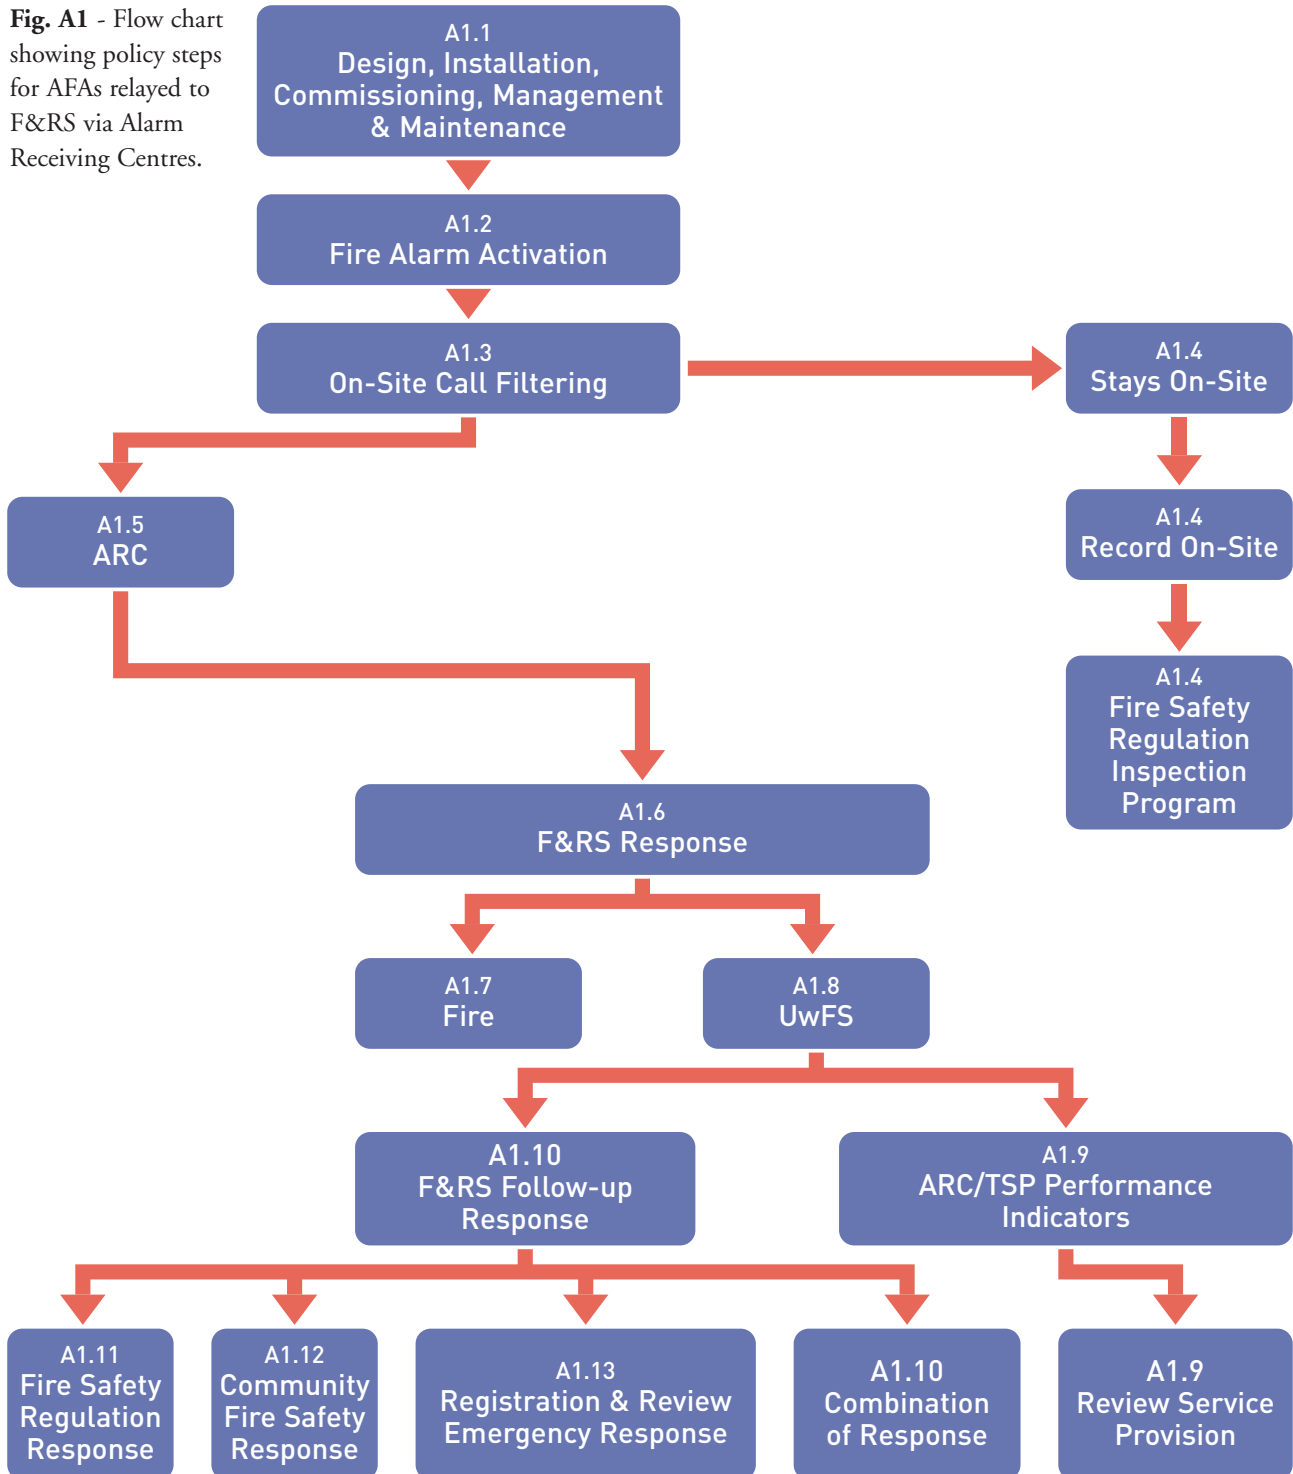 Fig. A1 - Flow chart
showing policy steps
for AFAs relayed to
F&RS via Alarm
Receiving Centres.
A1.1
Design, Installation,
Commissioning, Management
& Maintenance
A1.2
Fire Alarm Activation
A1.3
On-Site Call Filtering
A1.4
Stays On-Site
A1.4
Record On-Site
A1.4
Fire Safety
Regulation
Inspection
Program
A1.5
ARC
A1.6
F&RS Response
A1.7
Fire
A1.8
UwFS
A1.10
F&RS Follow-up
Response
A1.9
ARC/TSP Performance
Indicators
A1.11
Fire Safety
Regulation
Response
A1.12
Community
Fire Safety
Response
A1.13
Registration & Review
Emergency Response
A1.10
Combination
of Response
A1.9
Review Service
Provision